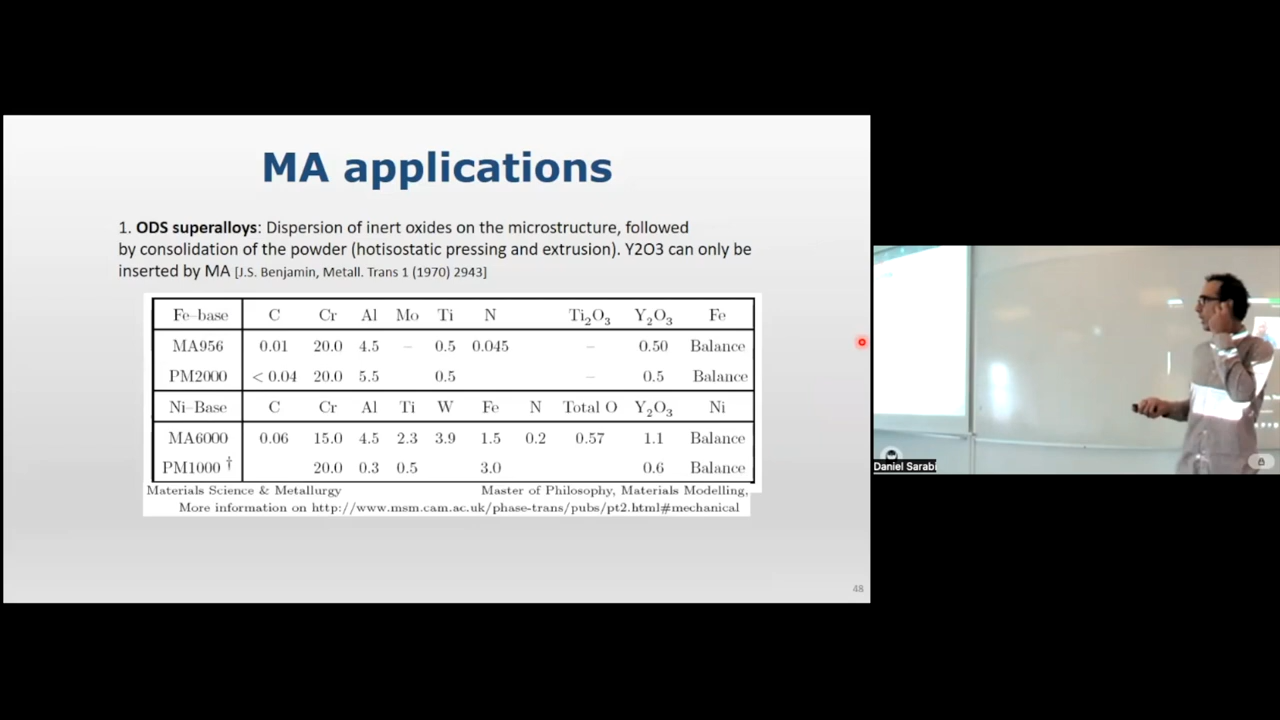 MA applications
1. ODS superalloys: Dispersion of inert oxides on the microstructure, followed
by consolidation of the powder (hotisostatic pressing and extrusion). Y2O3 can only be
inserted by MA [J.S. Benjamin, Metall. Trans 1 (1970) 2943]
Fe–base C Cr Al Mo Ti N Ti₂O₃ Y₂O₃ Fe
MA956 0.01 20.0 4.5 – 0.5 0.045 – 0.50 Balance
PM2000 < 0.04 20.0 5.5 0.5 – 0.5 Balance
Ni–Base C Cr Al Ti W Fe N Total O Y₂O₃ Ni
MA6000 0.06 15.0 4.5 2.3 3.9 1.5 0.2 0.57 1.1 Balance
PM1000 † 20.0 0.3 0.5 3.0 0.6 Balance
Materials Science & Metallurgy Master of Philosophy, Materials Modelling,
More information on http://www.msm.cam.ac.uk/phase-trans/pubs/pt2.html#mechanical
48
Daniel Sarabi